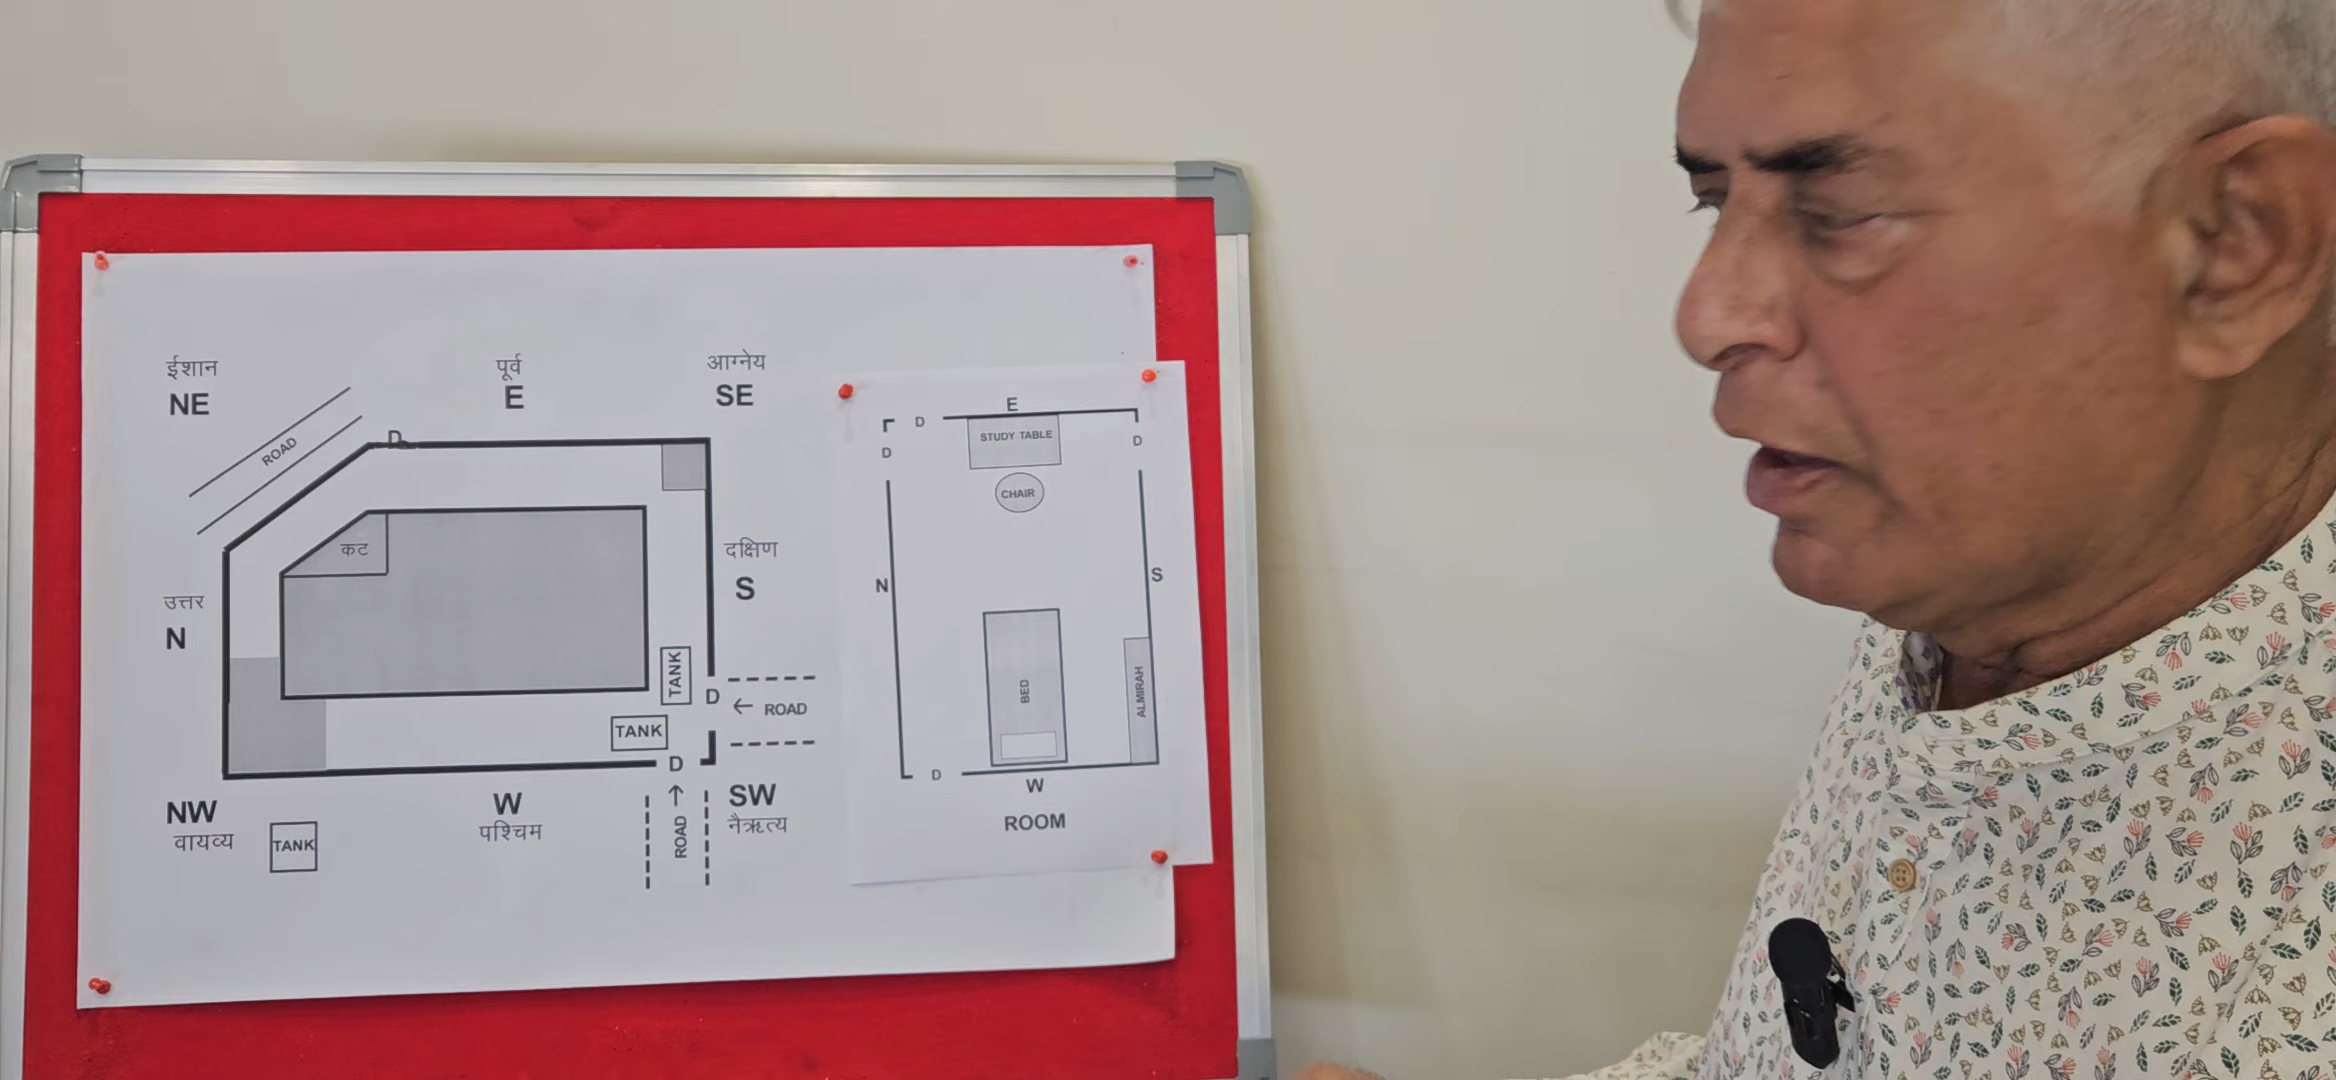 ईशान
NE
पूर्व
E
आग्नेय
SE
ROAD
D
कट
दक्षिण
S
उत्तर
N
TANK
D
← ROAD
TANK
D
NW
वायव्य
TANK
W
पश्चिम
↑
ROAD
SW
नैऋत्य
E
D
D
STUDY TABLE
D
CHAIR
N
S
BED
ALMIRAH
D
W
ROOM